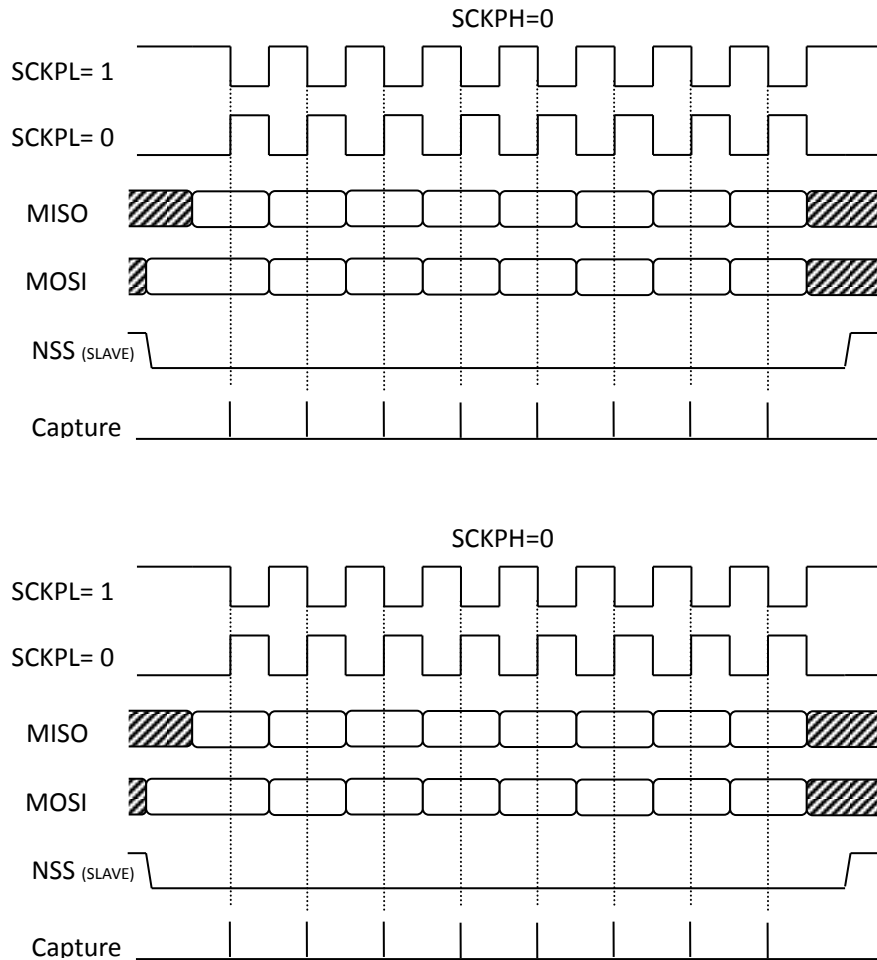 SCKPH=0
SCKPL= 1
SCKPL= 0
MISO
MOSI
NSS (SLAVE)
Capture
SCKPH=0
SCKPL= 1
SCKPL= 0
MISO
MOSI
NSS (SLAVE)
Capture